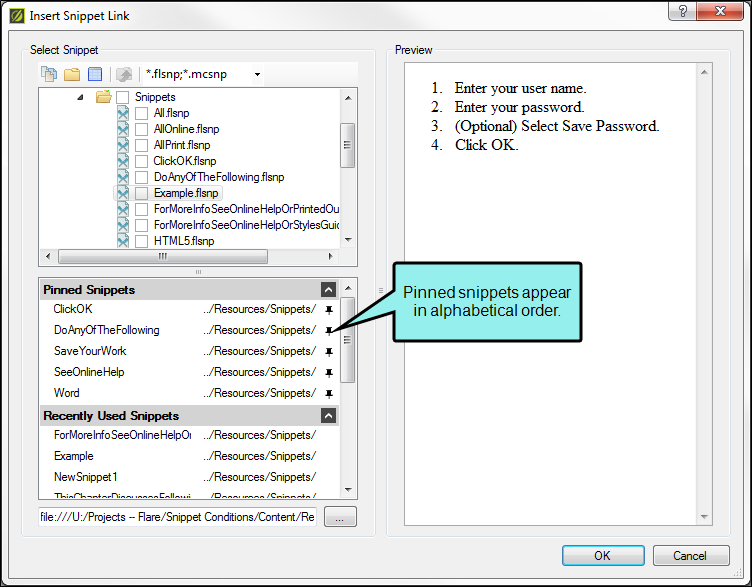 Insert Snippet Link
?
Select Snippet
*.flsnp;*.mcsnp
Snippets
All.flsnp
AllOnline.flsnp
AllPrint.flsnp
ClickOK.flsnp
DoAnyOfTheFollowing.flsnp
Example.flsnp
ForMoreInfoSeeOnlineHelpOrPrintedOu
ForMoreInfoSeeOnlineHelpOrStylesGuid
HTML5.flsnp
Pinned Snippets
ClickOK ../Resources/Snippets/
DoAnyOfTheFollowing ../Resources/Snippets/
SaveYourWork ../Resources/Snippets/
SeeOnlineHelp ../Resources/Snippets/
Word ../Resources/Snippets/
Recently Used Snippets
ForMoreInfoSeeOnlineHelpOr ../Resources/Snippets/
Example ../Resources/Snippets/
NewSnippet1 ../Resources/Snippets/
ThisChapterDiscussesFollowi ../Resources/Snippets/
file:///U:/Projects -- Flare/Snippet Conditions/Content/Re ...
Preview
1. Enter your user name.
2. Enter your password.
3. (Optional) Select Save Password.
4. Click OK.
Pinned snippets appear
in alphabetical order.
OK Cancel